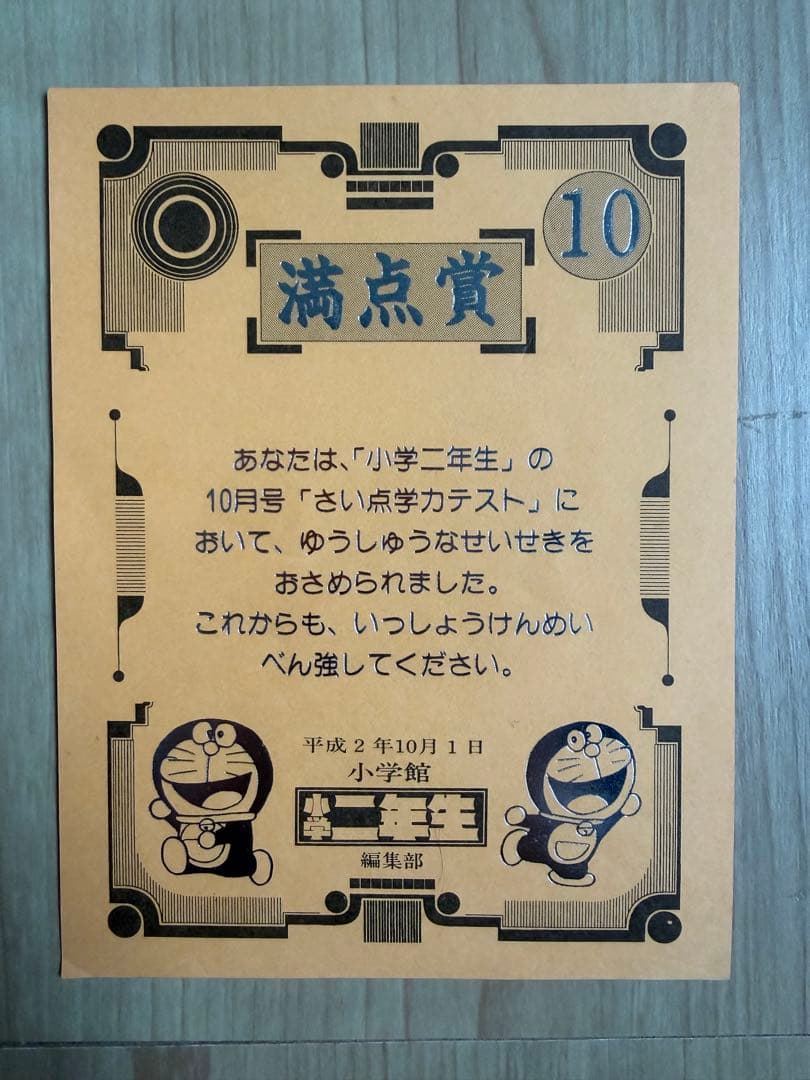 10
満点賞
あなたは、「小学二年生」の
10月号「さい点学力テスト」に
おいて、ゆうしゅうなせいせきを
おさめられました。
これからも、いっしょうけんめい
べん強してください。
平成2年10月1日
小学館
小学二年生
編集部